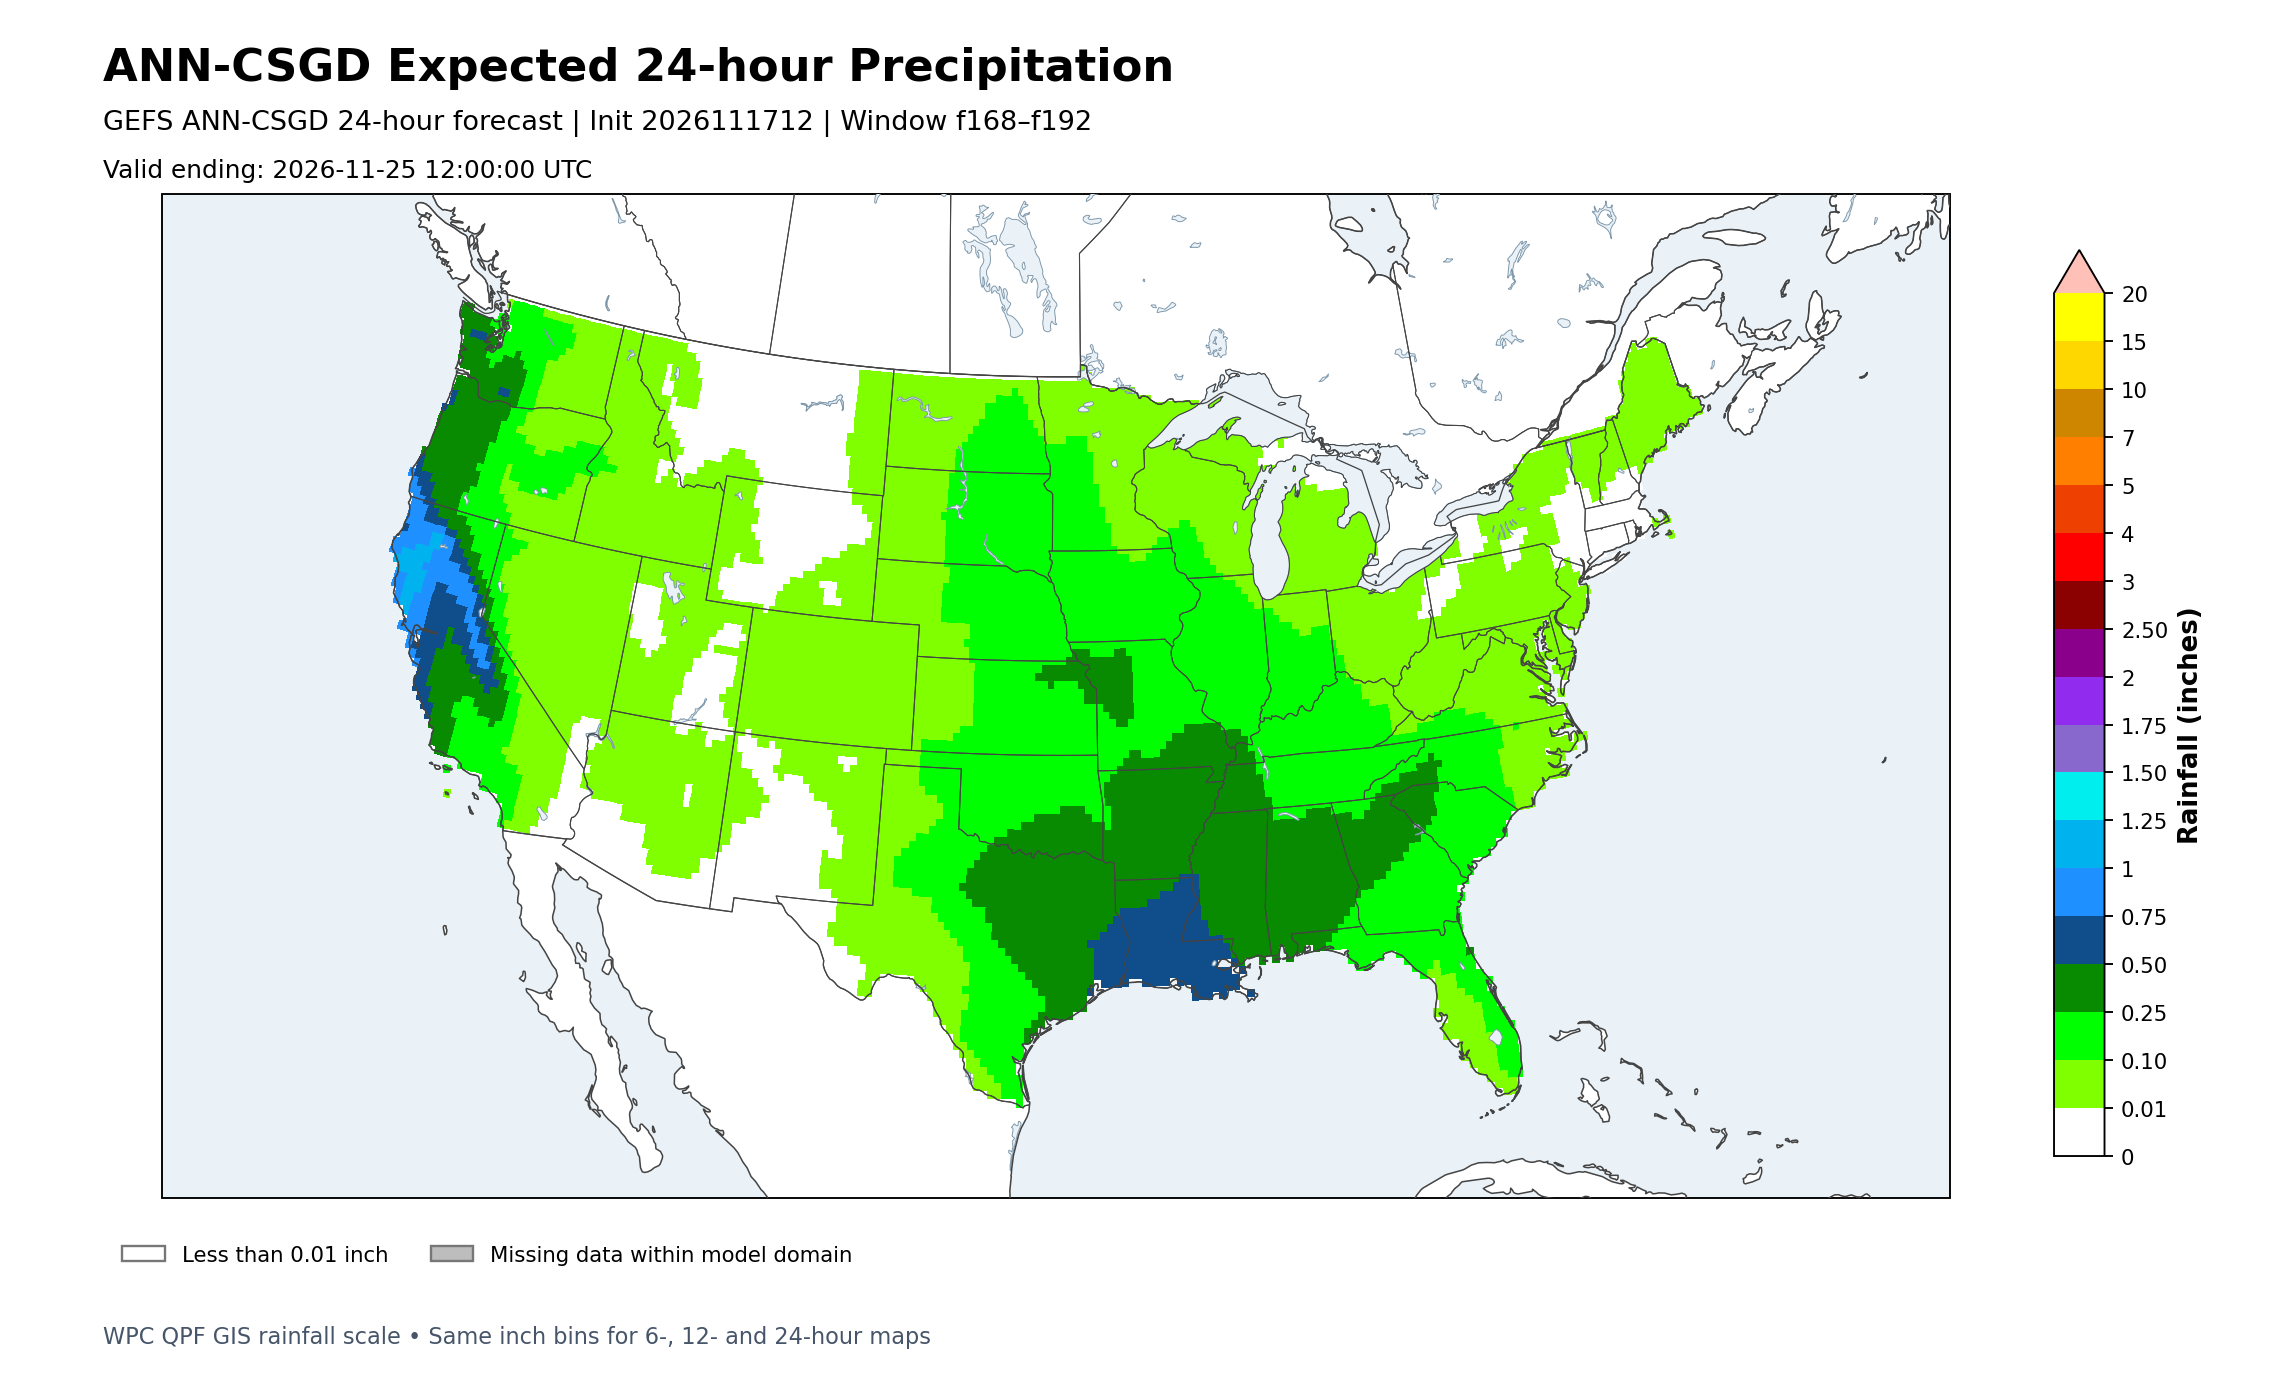 ANN-CSGD Expected 24-hour Precipitation
GEFS ANN-CSGD 24-hour forecast | Init 2026111712 | Window f168–f192
Valid ending: 2026-11-25 12:00:00 UTC
20
15
10
7
5
4
3
2.50
2
1.75
1.50
1.25
1
0.75
0.50
0.25
0.10
0.01
0
Rainfall (inches)
Less than 0.01 inch
Missing data within model domain
WPC QPF GIS rainfall scale • Same inch bins for 6-, 12- and 24-hour maps